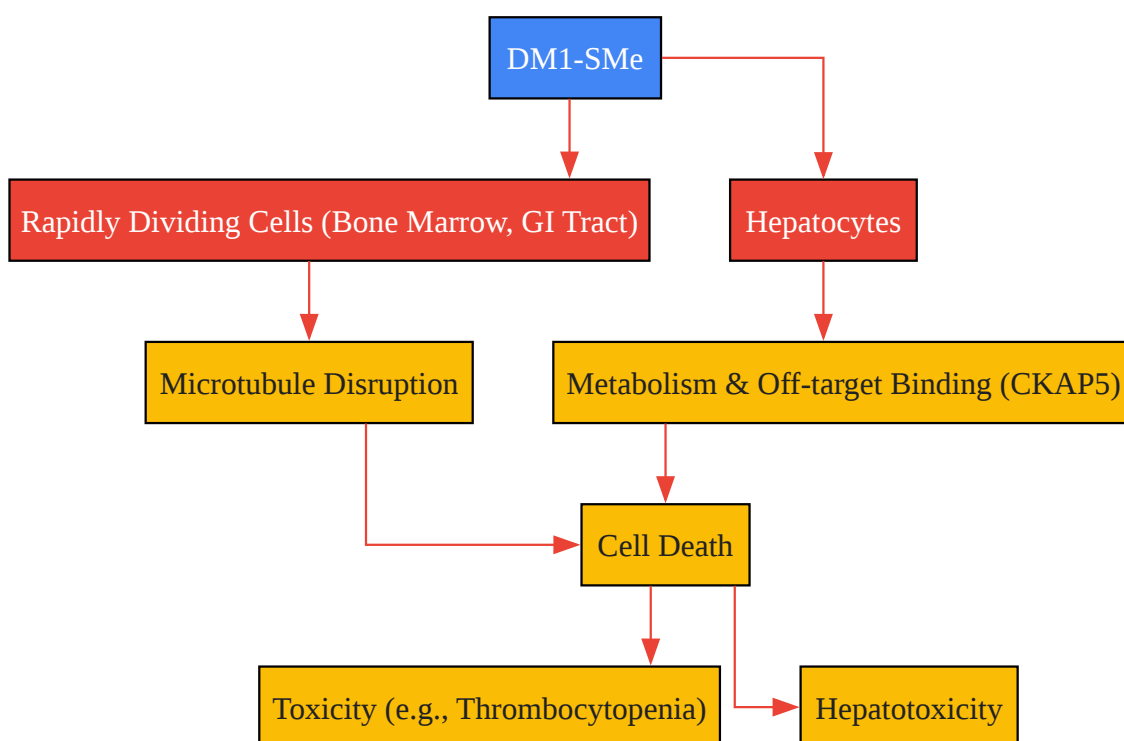 DM1-SMe
Rapidly Dividing Cells (Bone Marrow, GI Tract)
Hepatocytes
Microtubule Disruption
Metabolism & Off-target Binding (CKAP5)
Cell Death
Toxicity (e.g., Thrombocytopenia)
Hepatotoxicity